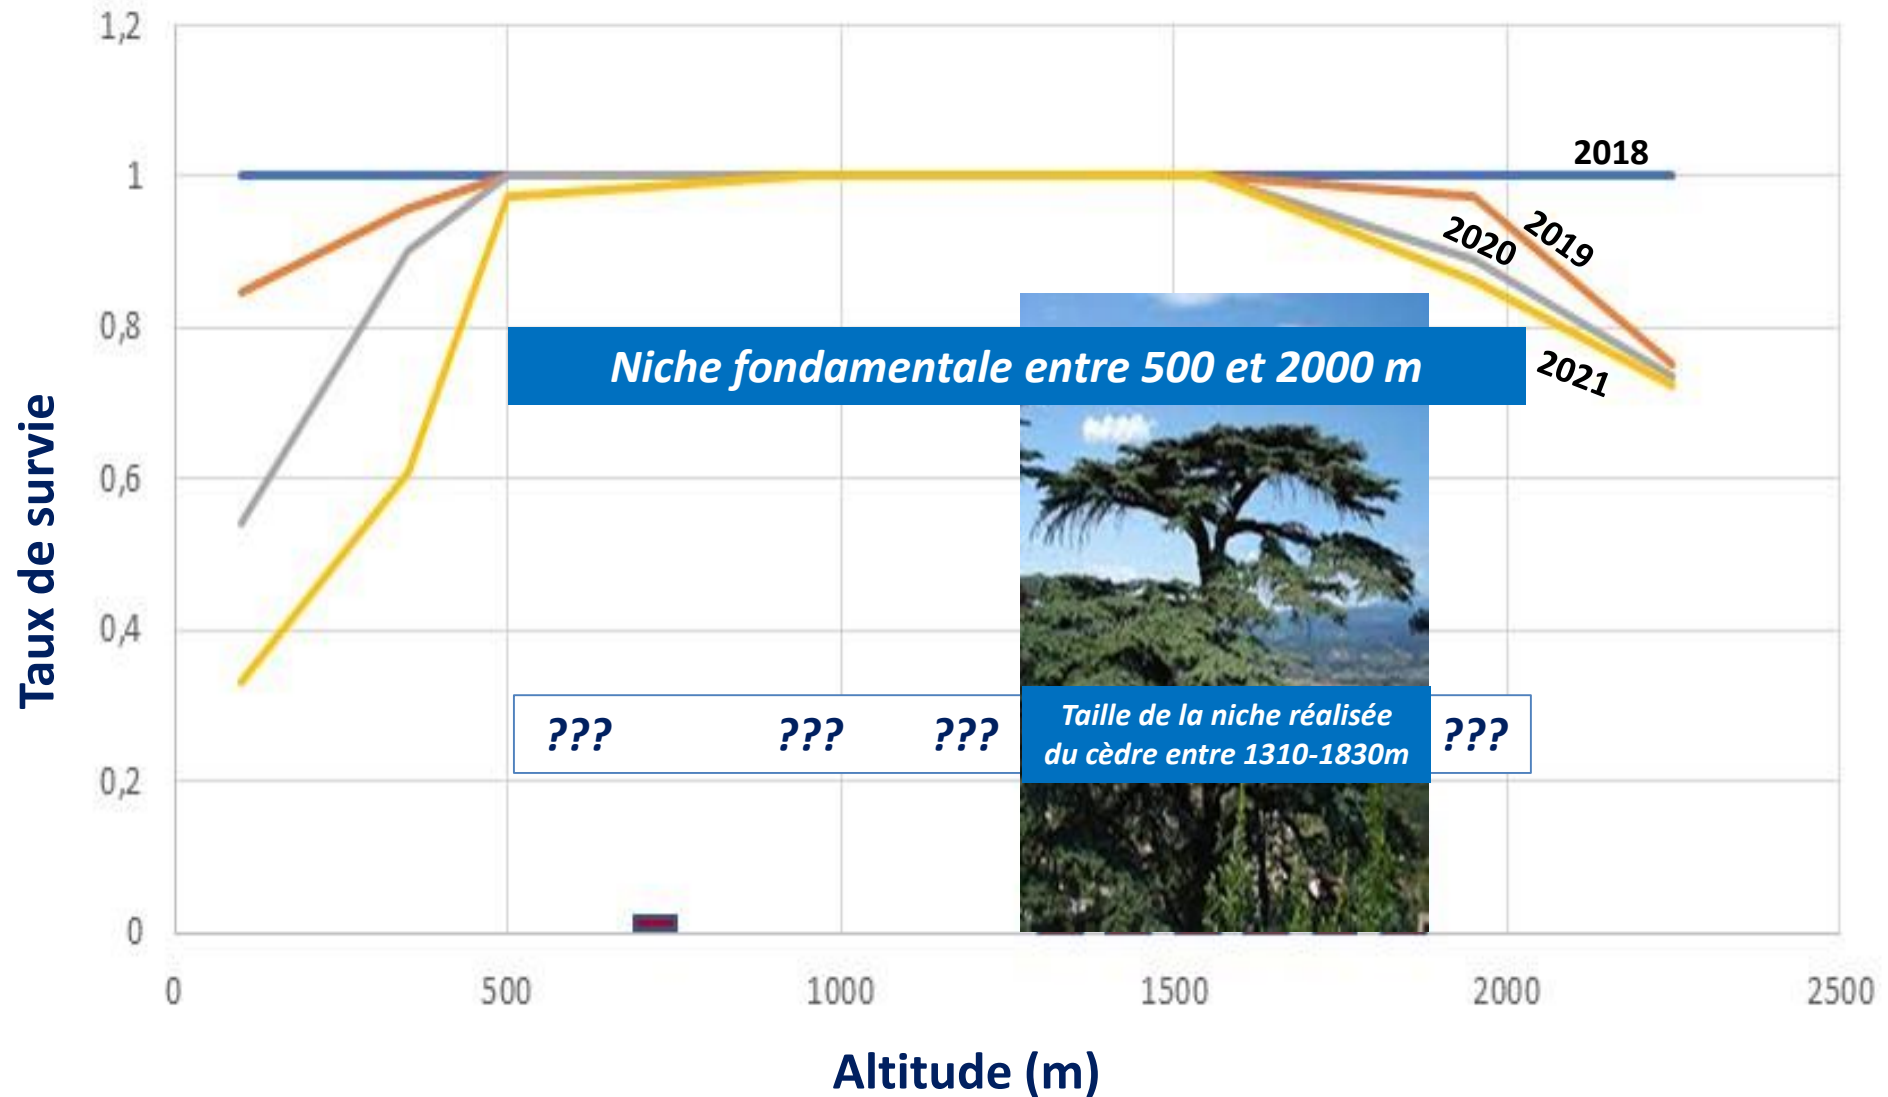 1,2
1
0,8
0,6
0,4
0,2
0
Taux de survie
2018
2019
2020
2021
Niche fondamentale entre 500 et 2000 m
??? ??? ??? ???
Taille de la niche réalisée
du cèdre entre 1310-1830m
0 500 1000 1500 2000 2500
Altitude (m)